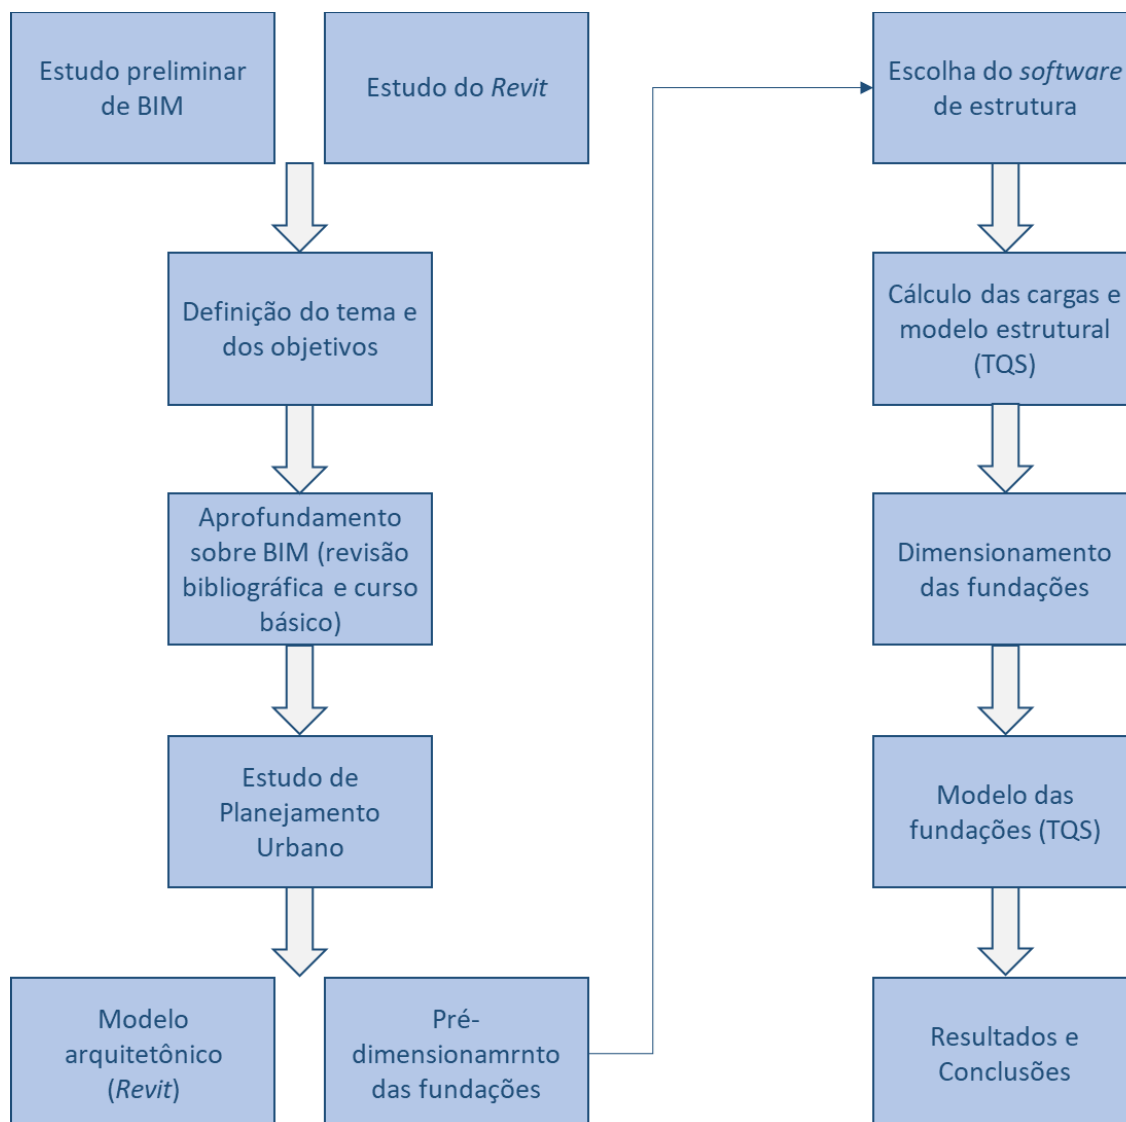 Estudo preliminar
de BIM
Estudo do Revit
Definição do tema e
dos objetivos
Aprofundamento
sobre BIM (revisão
bibliográfica e curso
básico)
Estudo de
Planejamento
Urbano
Modelo
arquitetônico
(Revit)
Pré-
dimensionamrnto
das fundações
Escolha do software
de estrutura
Cálculo das cargas e
modelo estrutural
(TQS)
Dimensionamento
das fundações
Modelo das
fundações (TQS)
Resultados e
Conclusões